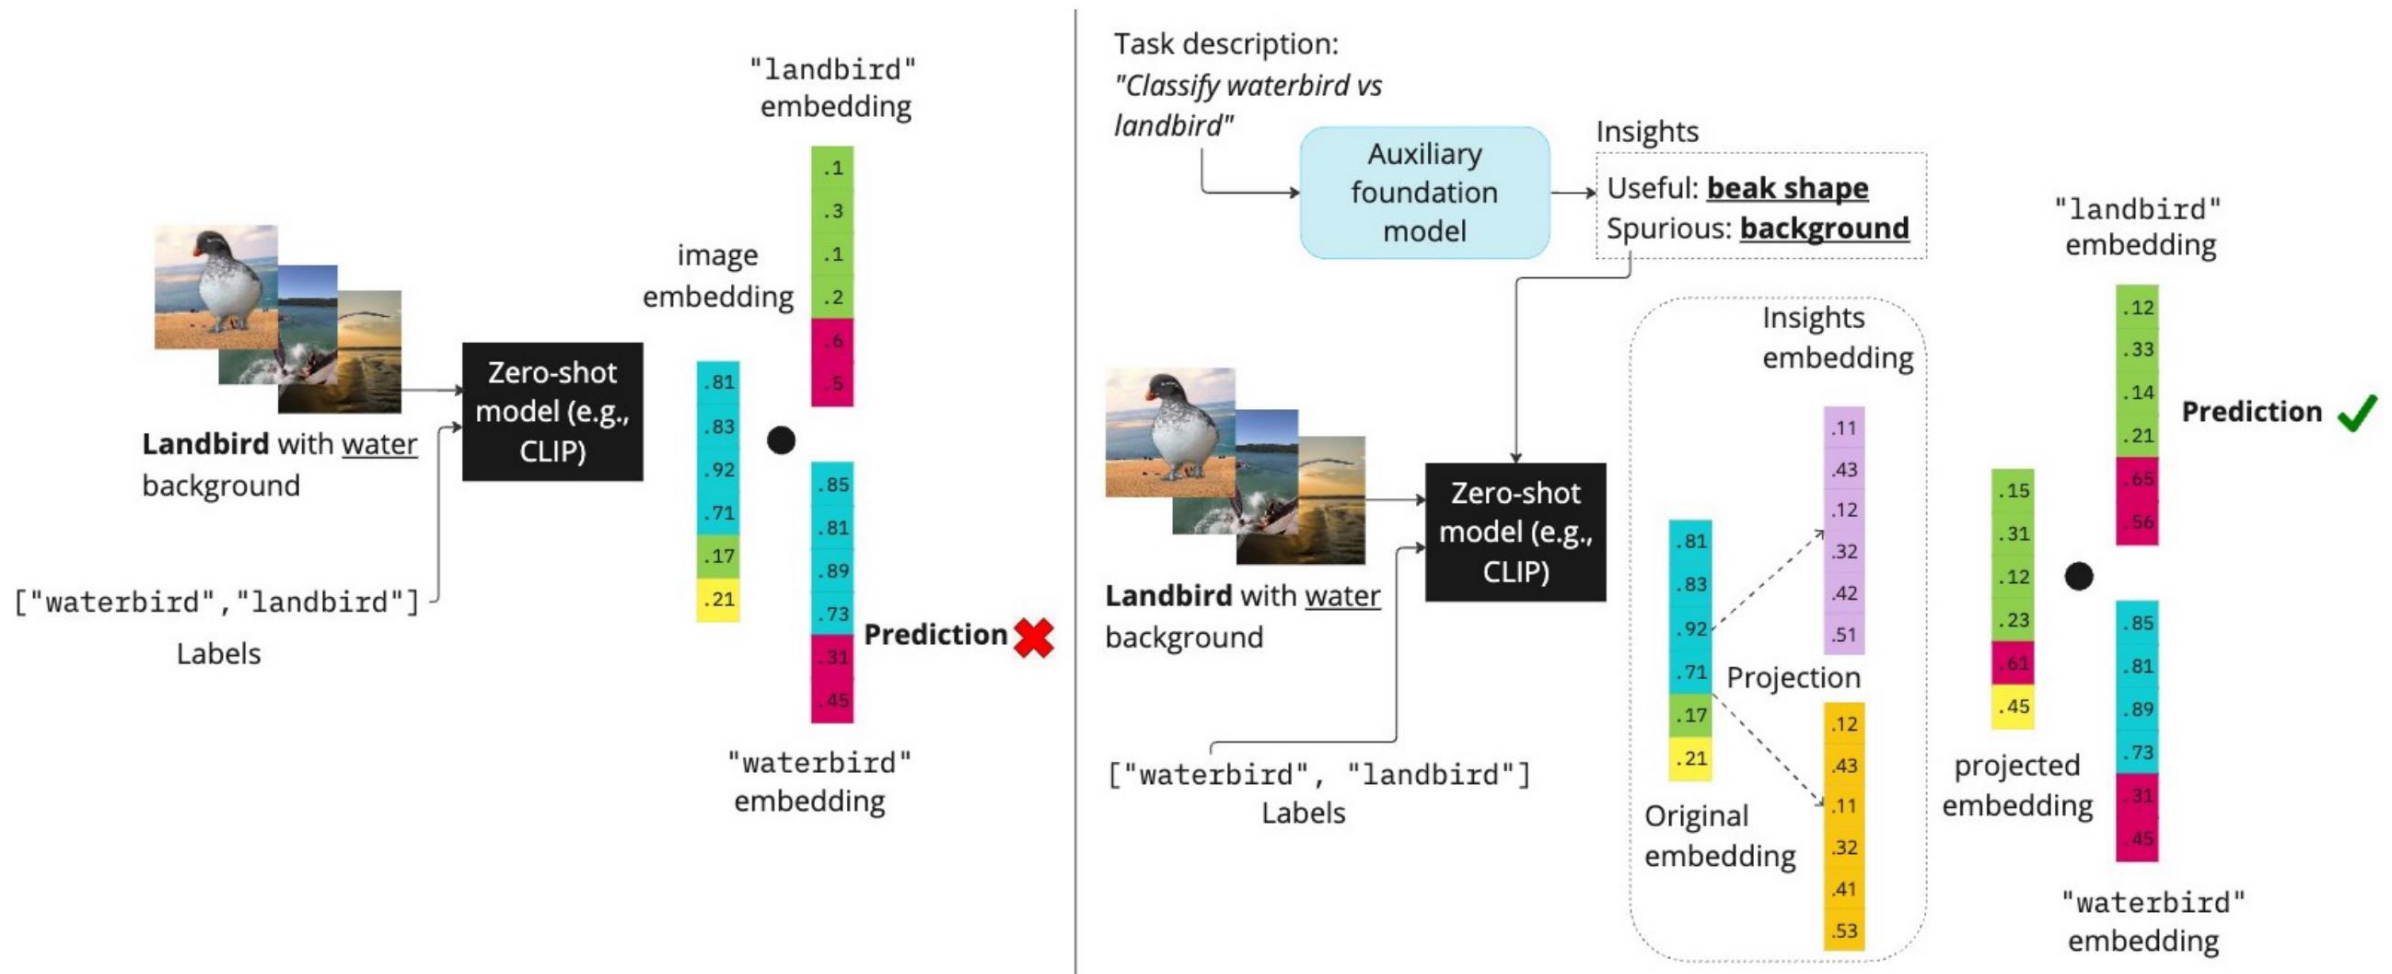 "landbird"
embedding
.1
.3
.1
.2
.6
.5
image
embedding
.81
.83
.92
.71
.17
.21
Zero-shot
model (e.g.,
CLIP)
Landbird with water
background
["waterbird","landbird"]
Labels
.85
.81
.89
.73
.31
.45
Prediction
"waterbird"
embedding
Task description:
"Classify waterbird vs
landbird"
Auxiliary
foundation
model
Insights
Useful: beak shape
Spurious: background
Landbird with water
background
["waterbird", "landbird"]
Labels
Zero-shot
model (e.g.,
CLIP)
Insights
embedding
.11
.43
.12
.32
.42
.51
.81
.83
.92
.71
.17
.21
Projection
Original
embedding
.12
.43
.11
.32
.41
.53
"landbird"
embedding
.12
.33
.14
.21
.65
.56
Prediction
.15
.31
.12
.23
.61
.45
projected
embedding
.85
.81
.89
.73
.31
.45
"waterbird"
embedding